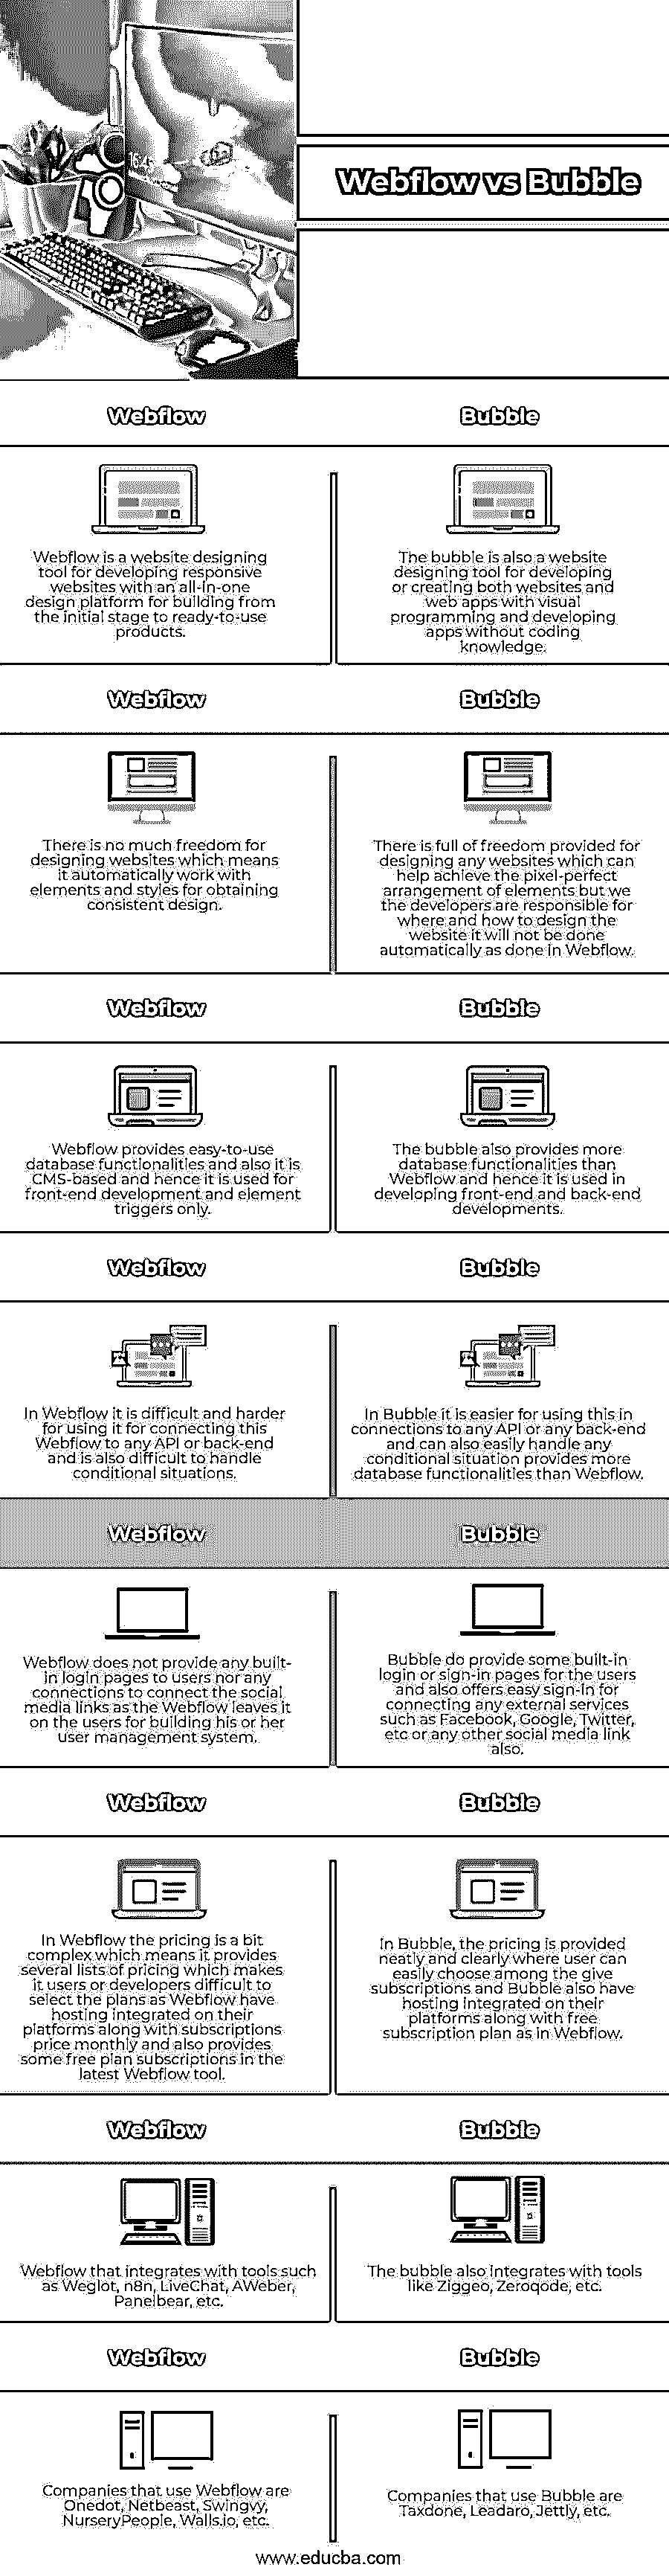 16:45
Webflow vs Bubble
Webflow
Bubble
Webflow is a website designing
tool for developing responsive
websites with an all-in-one
design platform for building from
the initial stage to ready-to-use
products.
The bubble is also a website
designing tool for developing
or creating both websites and
web apps with visual
programming and developing
apps without coding
knowledge.
Webflow
Bubble
There is no much freedom for
designing websites which means
it automatically work with
elements and styles for obtaining
consistent design.
There is full of freedom provided for
designing any websites which can
help achieve the pixel-perfect
arrangement of elements but we
the developers are responsible for
where and how to design the
website it will not be done
automatically as done in Webflow.
Webflow
Bubble
Webflow provides easy-to-use
database functionalities and also it is
CMS-based and hence it is used for
front-end development and element
triggers only.
The bubble also provides more
database functionalities than
Webflow and hence it is used in
developing front-end and back-end
developments.
Webflow
Bubble
In Webflow it is difficult and harder
for using it for connecting this
Webflow to any API or back-end
and is also difficult to handle
conditional situations.
In Bubble it is easier for using this in
connections to any API or any back-end
and can also easily handle any
conditional situation provides more
database functionalities than Webflow.
Webflow
Bubble
Webflow does not provide any built-
in login pages to users nor any
connections to connect the social
media links as the Webflow leaves it
on the users for building his or her
user management system.
Bubble do provide some built-in
login or sign-in pages for the users
and also offers easy sign-in for
connecting any external services
such as Facebook, Google, Twitter,
etc or any other social media link
also.
Webflow
Bubble
In Webflow the pricing is a bit
complex which means it provides
several lists of pricing which makes
it users or developers difficult to
select the plans as Webflow have
hosting integrated on their
platforms along with subscriptions
price monthly and also provides
some free plan subscriptions in the
latest Webflow tool.
In Bubble, the pricing is provided
neatly and clearly where user can
easily choose among the give
subscriptions and Bubble also have
hosting integrated on their
platforms along with free
subscription plan as in Webflow.
Webflow
Bubble
Webflow that integrates with tools such
as Weglot, n8n, LiveChat, AWeber,
Panelbear, etc.
The bubble also integrates with tools
like Ziggeo, Zeroqode, etc.
Webflow
Bubble
Companies that use Webflow are
Onedot, Netbeast, Swingvy,
NurseryPeople, Walls.io, etc.
Companies that use Bubble are
Taxdone, Leadaro, Jettly, etc.
www.educba.com